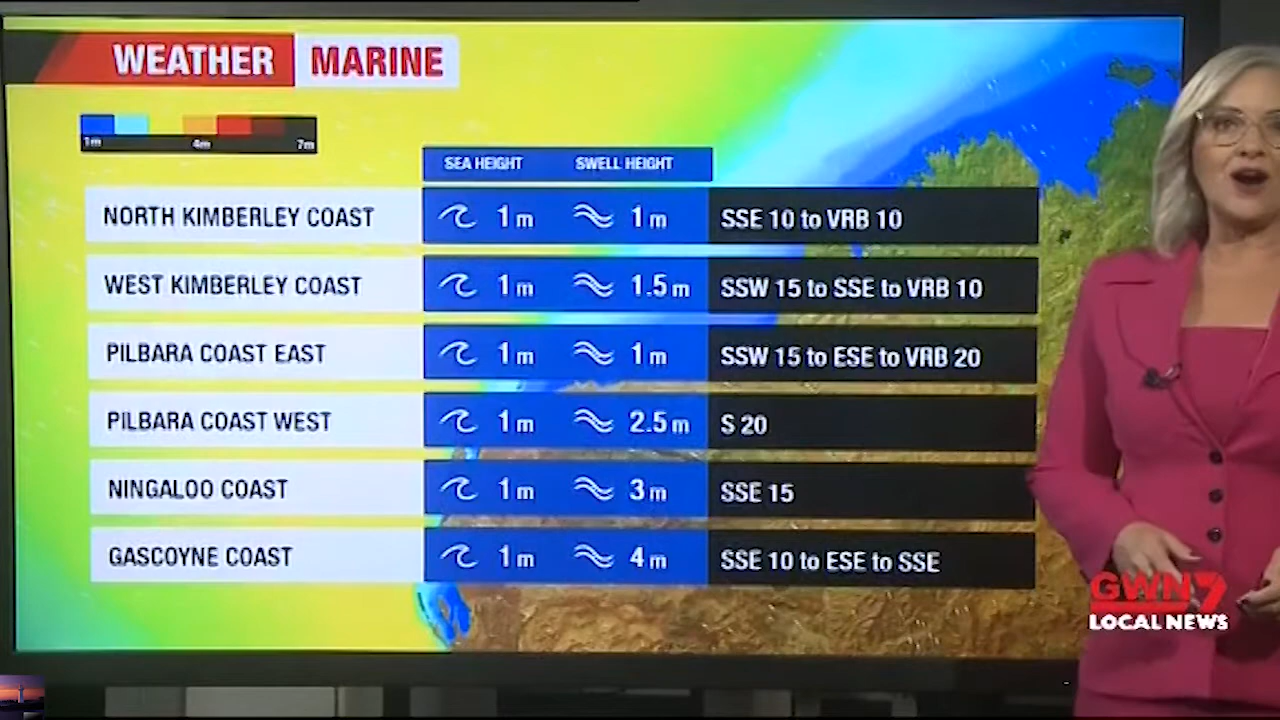 WEATHER MARINE
1m 4m 7m
SEA HEIGHT SWELL HEIGHT
NORTH KIMBERLEY COAST 1m 1m SSE 10 to VRB 10
WEST KIMBERLEY COAST 1m 1.5m SSW 15 to SSE to VRB 10
PILBARA COAST EAST 1m 1m SSW 15 to ESE to VRB 20
PILBARA COAST WEST 1m 2.5m S 20
NINGALOO COAST 1m 3m SSE 15
GASCOYNE COAST 1m 4m SSE 10 to ESE to SSE
GWN7
LOCAL NEWS